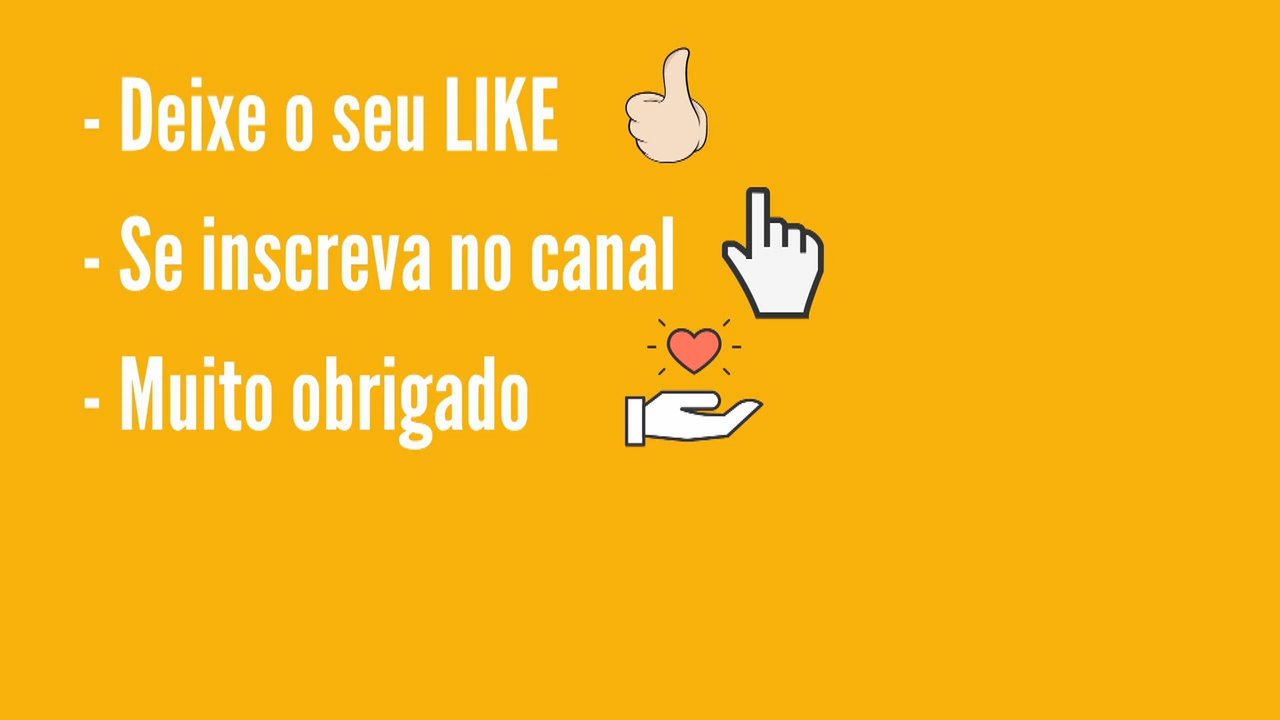 - Deixe o seu LIKE
- Se inscreva no canal
- Muito obrigado